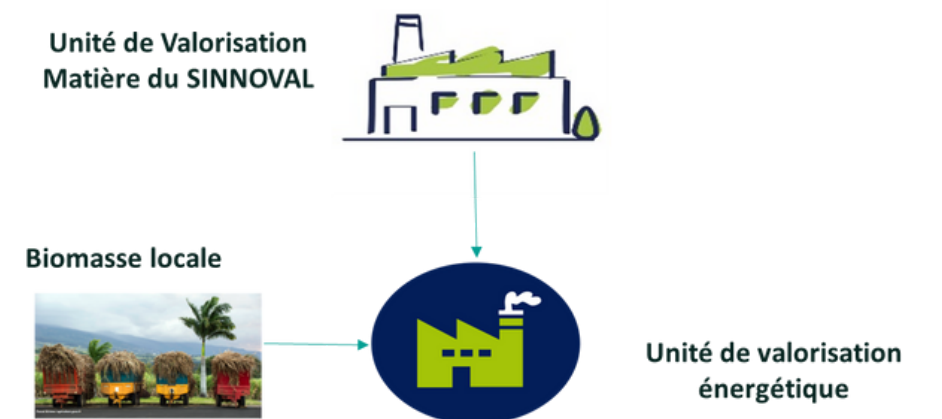 Unité de Valorisation
Matière du SINNOVAL
Biomasse locale
Unité de valorisation
énergétique